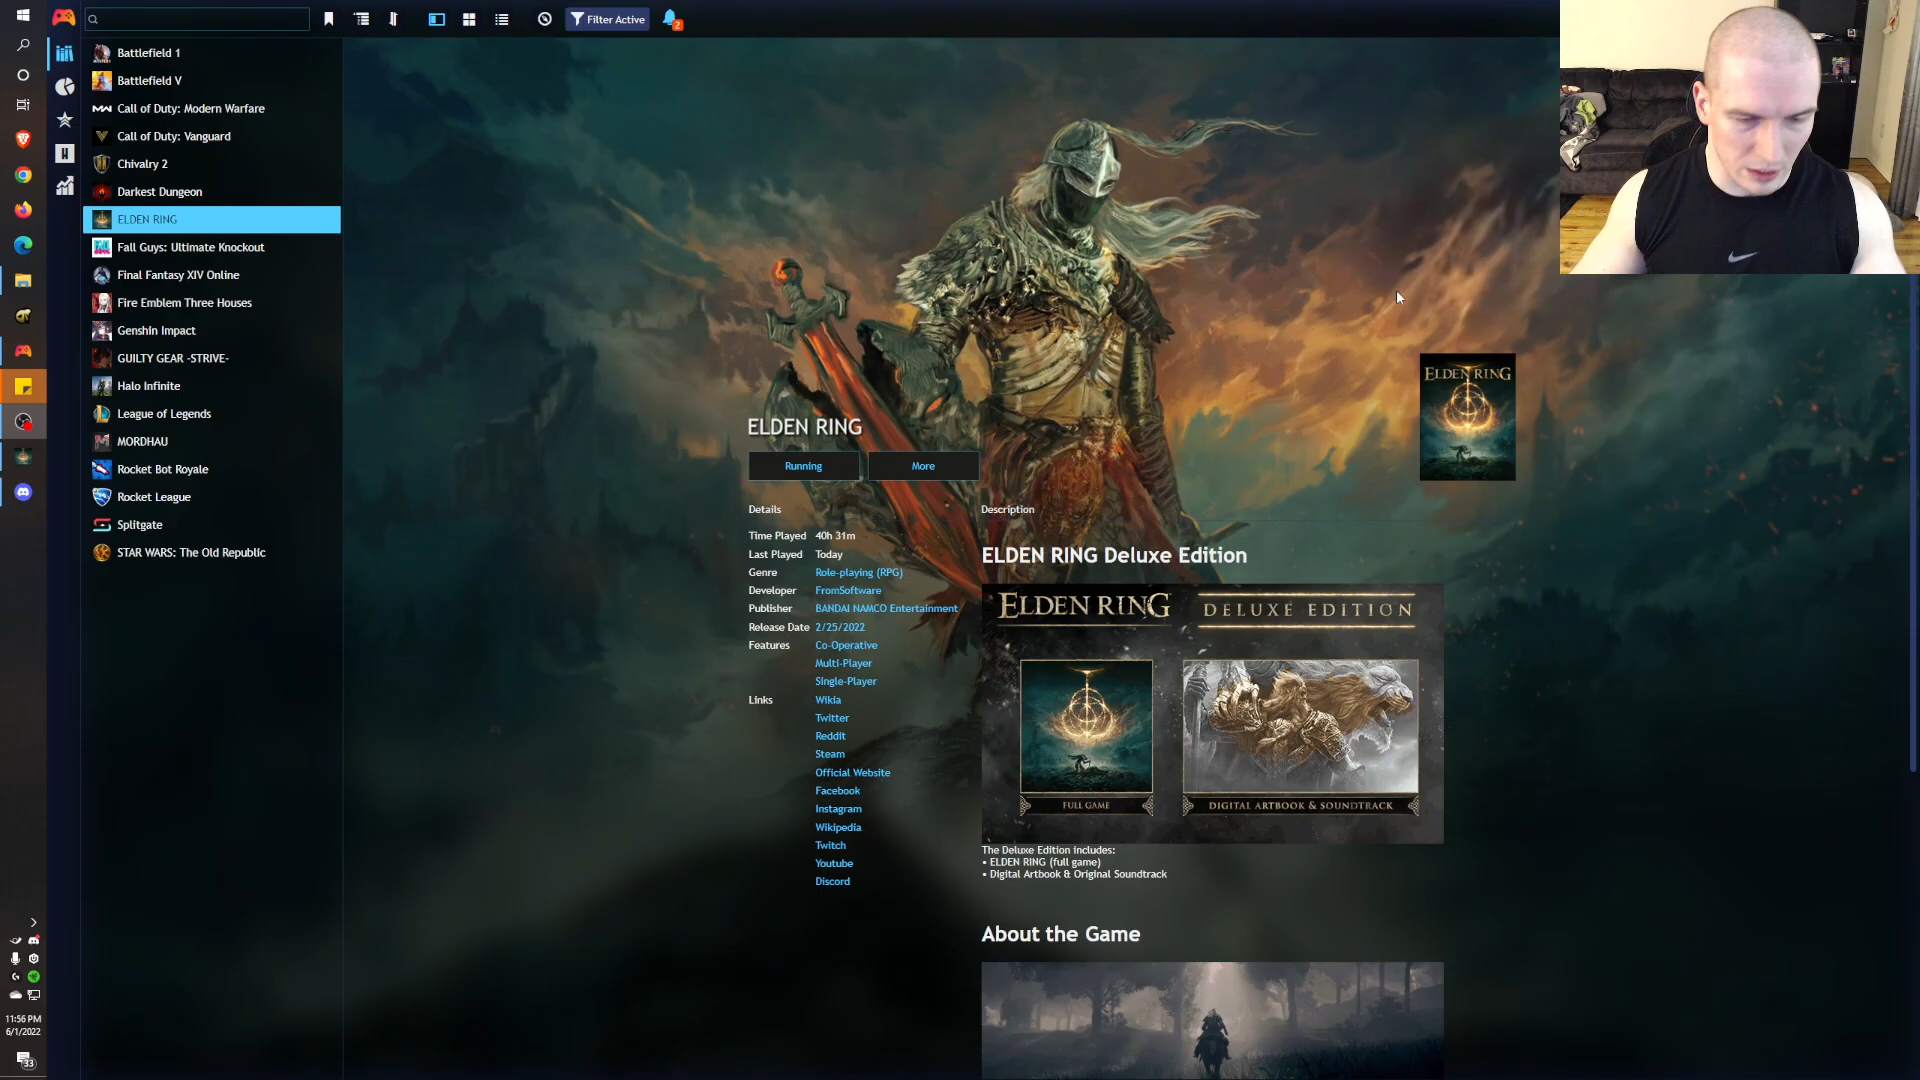 Filter Active
2
Battlefield 1
Battlefield V
Call of Duty: Modern Warfare
Call of Duty: Vanguard
Chivalry 2
Darkest Dungeon
ELDEN RING
Fall Guys: Ultimate Knockout
Final Fantasy XIV Online
Fire Emblem Three Houses
Genshin Impact
GUILTY GEAR -STRIVE-
Halo Infinite
League of Legends
MORDHAU
Rocket Bot Royale
Rocket League
Splitgate
STAR WARS: The Old Republic
11:56 PM
6/1/2022
33
ELDEN RING
ELDEN RING
Running
More
Details
Time Played 40h 31m
Last Played Today
Genre Role-playing (RPG)
Developer FromSoftware
Publisher BANDAI NAMCO Entertainment
Release Date 2/25/2022
Features Co-Operative
Multi-Player
Single-Player
Links Wikia
Twitter
Reddit
Steam
Official Website
Facebook
Instagram
Wikipedia
Twitch
Youtube
Discord
Description
ELDEN RING Deluxe Edition
ELDEN RING DELUXE EDITION
FULL GAME
DIGITAL ARTBOOK & SOUNDTRACK
The Deluxe Edition includes:
• ELDEN RING (full game)
• Digital Artbook & Original Soundtrack
About the Game